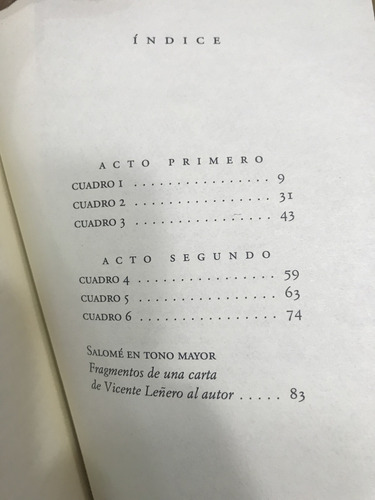 ÍNDICE
ACTO PRIMERO
CUADRO 1 . . . . . . . . . . . . . . . . 9
CUADRO 2 . . . . . . . . . . . . . . . . 31
CUADRO 3 . . . . . . . . . . . . . . . . 43
ACTO SEGUNDO
CUADRO 4 . . . . . . . . . . . . . . . . 59
CUADRO 5 . . . . . . . . . . . . . . . . 63
CUADRO 6 . . . . . . . . . . . . . . . . 74
SALOMÉ EN TONO MAYOR
Fragmentos de una carta
de Vicente Leñero al autor . . . . . 83